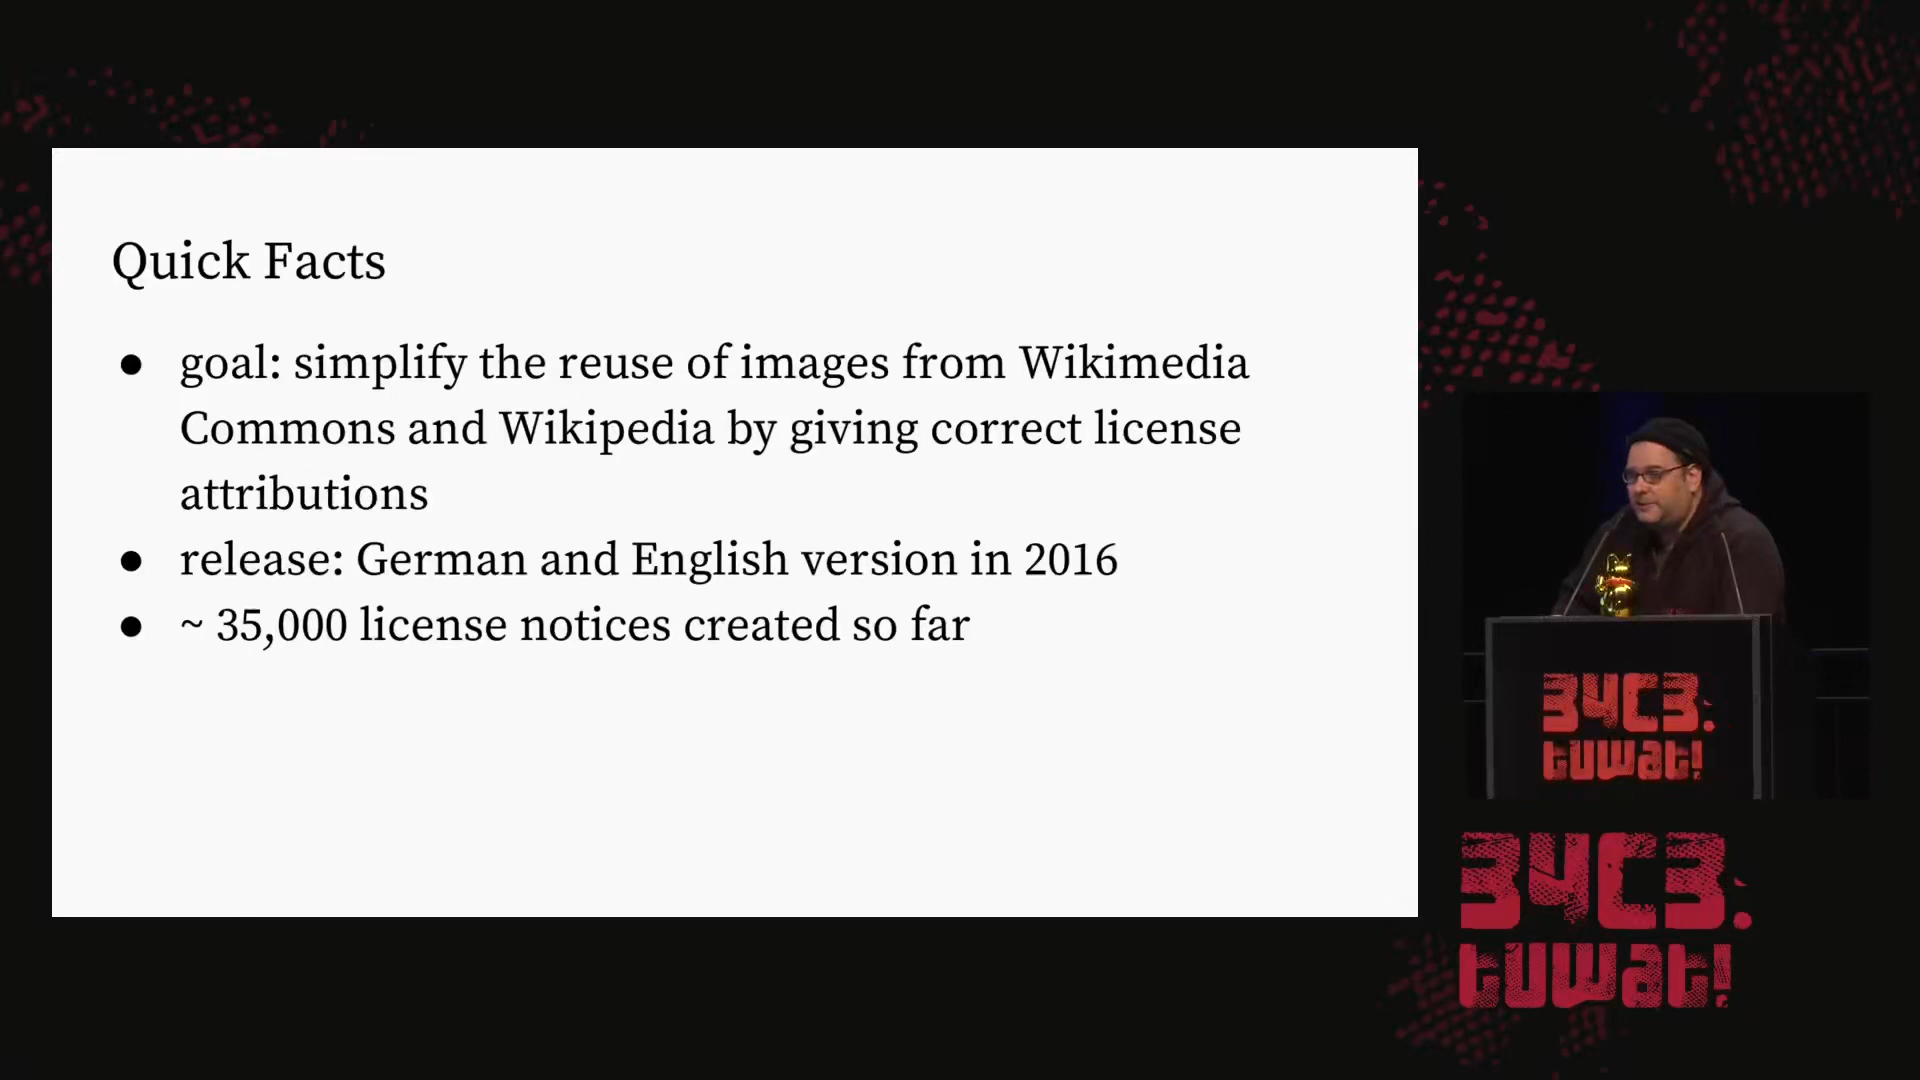 Quick Facts
● goal: simplify the reuse of images from Wikimedia
Commons and Wikipedia by giving correct license
attributions
● release: German and English version in 2016
● ~ 35,000 license notices created so far
34C3.
tuwat!
34C3.
tuwat!